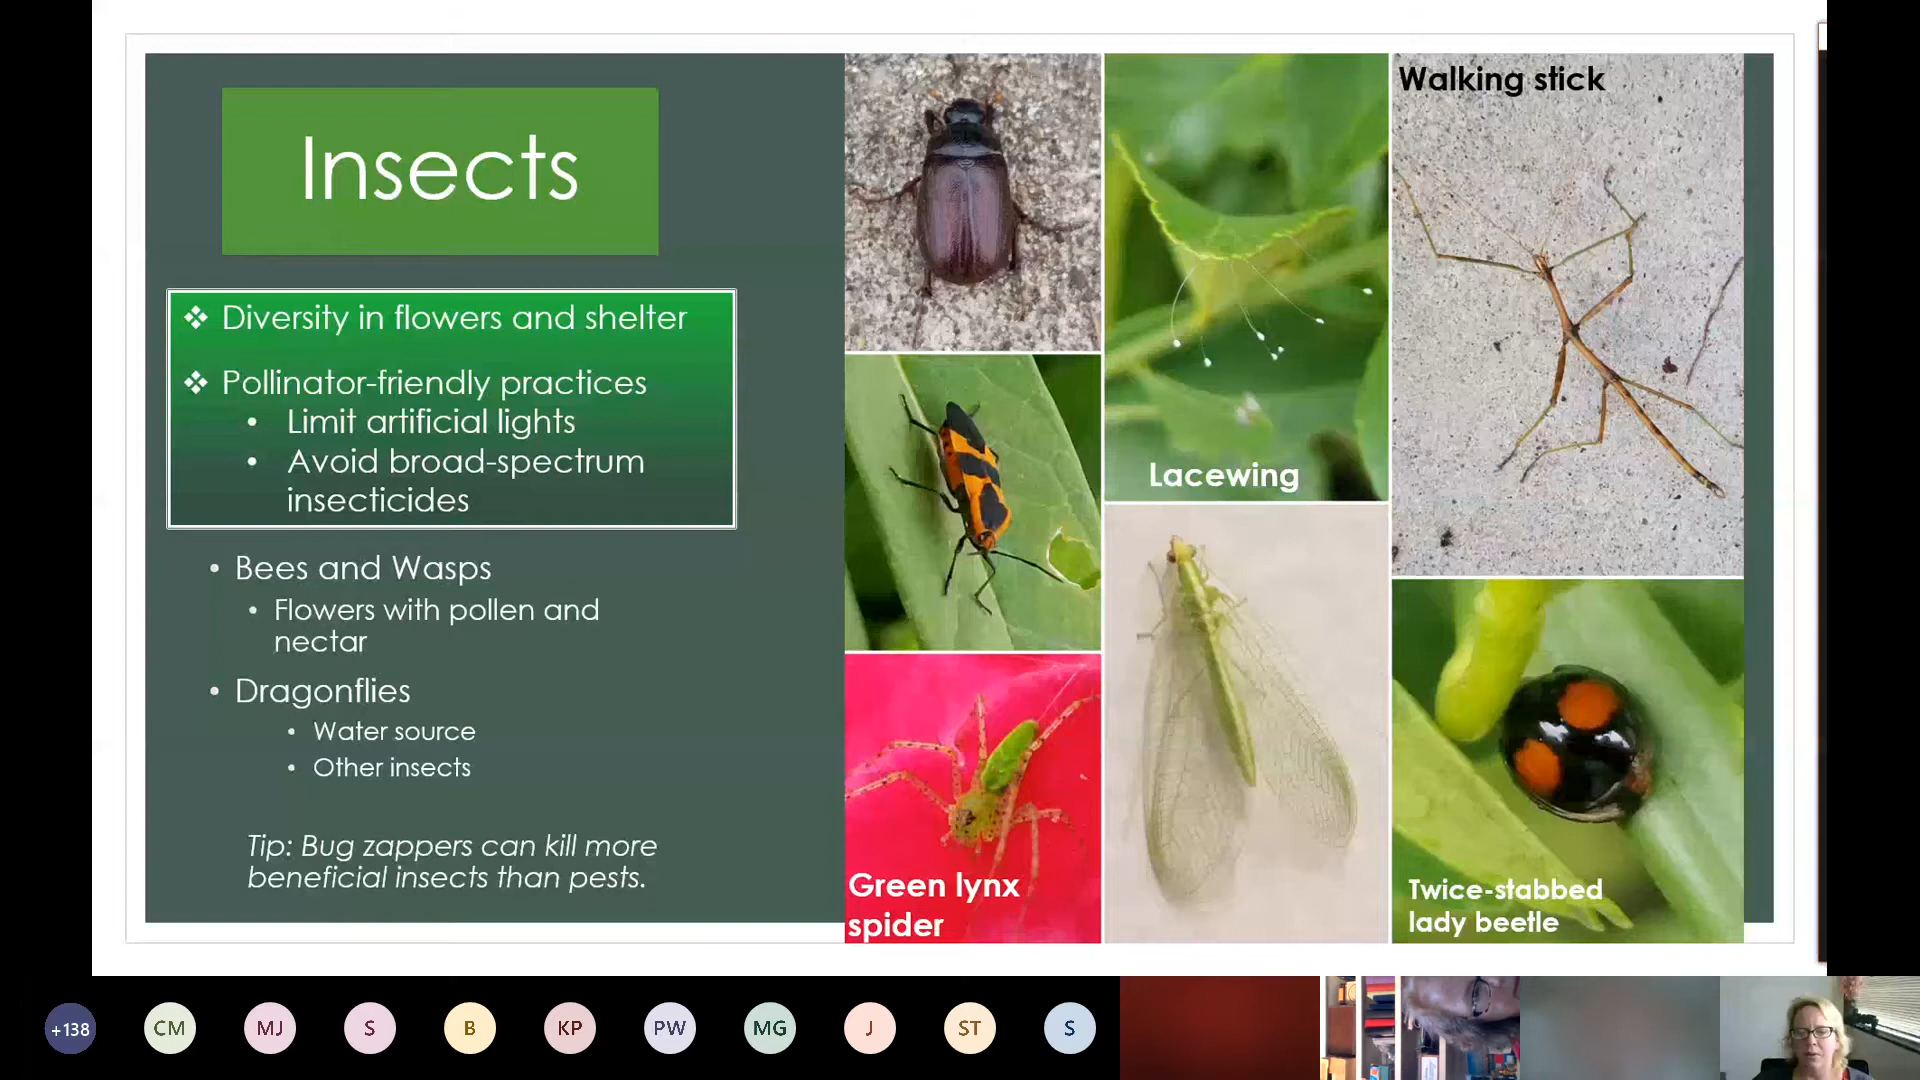 Insects
❖ Diversity in flowers and shelter
❖ Pollinator-friendly practices
• Limit artificial lights
• Avoid broad-spectrum
insecticides
• Bees and Wasps
• Flowers with pollen and
nectar
• Dragonflies
• Water source
• Other insects
Tip: Bug zappers can kill more
beneficial insects than pests.
Green lynx
spider
Lacewing
Walking stick
Twice-stabbed
lady beetle
+138
CM
MJ
S
B
KP
PW
MG
J
ST
S